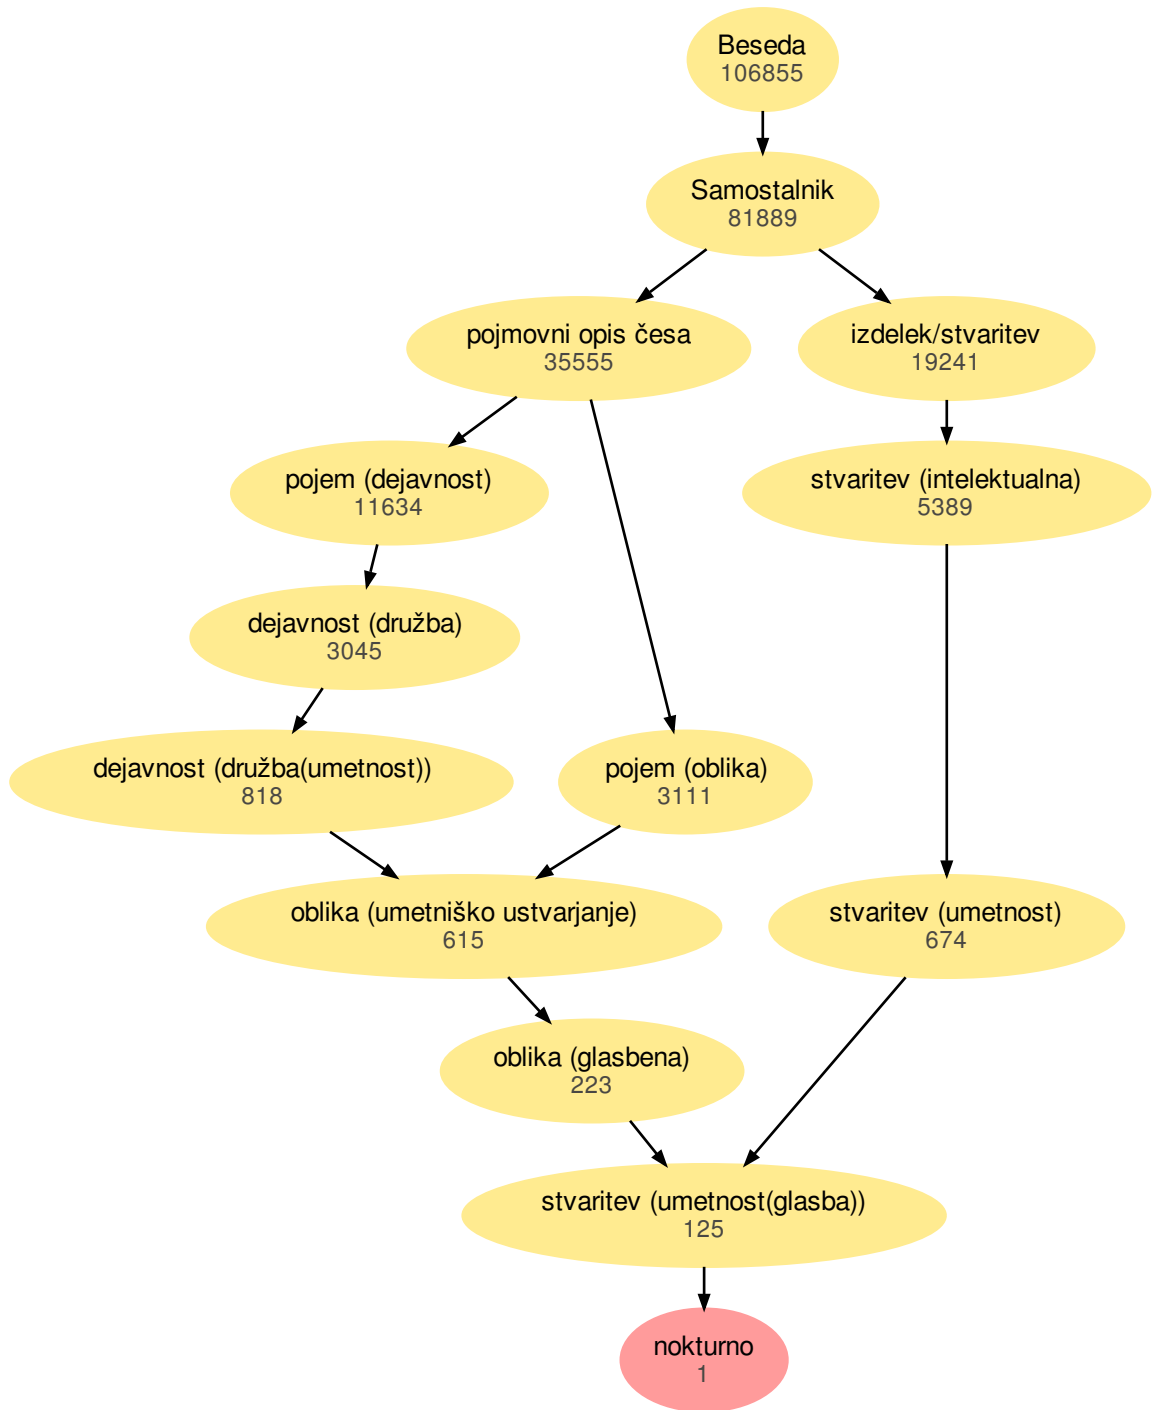 Beseda
106855
Samostalnik
81889
pojmovni opis česa
35555
izdelek/stvaritev
19241
pojem (dejavnost)
11634
stvaritev (intelektualna)
5389
dejavnost (družba)
3045
dejavnost (družba(umetnost))
818
pojem (oblika)
3111
oblika (umetniško ustvarjanje)
615
stvaritev (umetnost)
674
oblika (glasbena)
223
stvaritev (umetnost(glasba))
125
nokturno
1